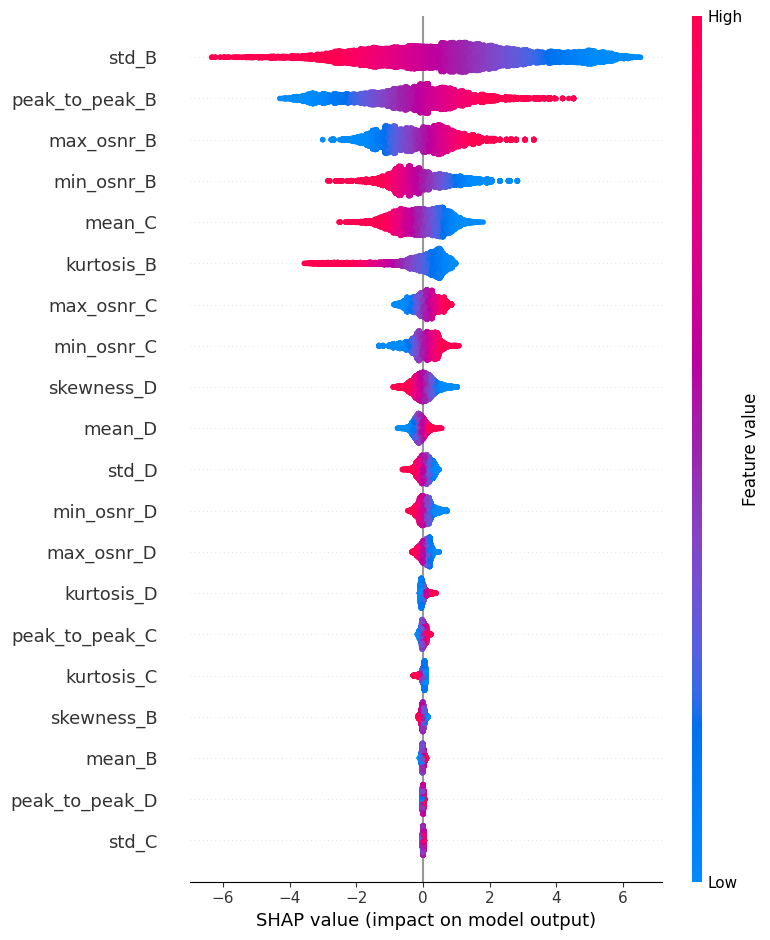 High
std_B
peak_to_peak_B
max_osnr_B
min_osnr_B
mean_C
kurtosis_B
max_osnr_C
min_osnr_C
skewness_D
mean_D
std_D
min_osnr_D
max_osnr_D
kurtosis_D
peak_to_peak_C
kurtosis_C
skewness_B
mean_B
peak_to_peak_D
std_C
Feature value
Low
−6 −4 −2 0 2 4 6
SHAP value (impact on model output)